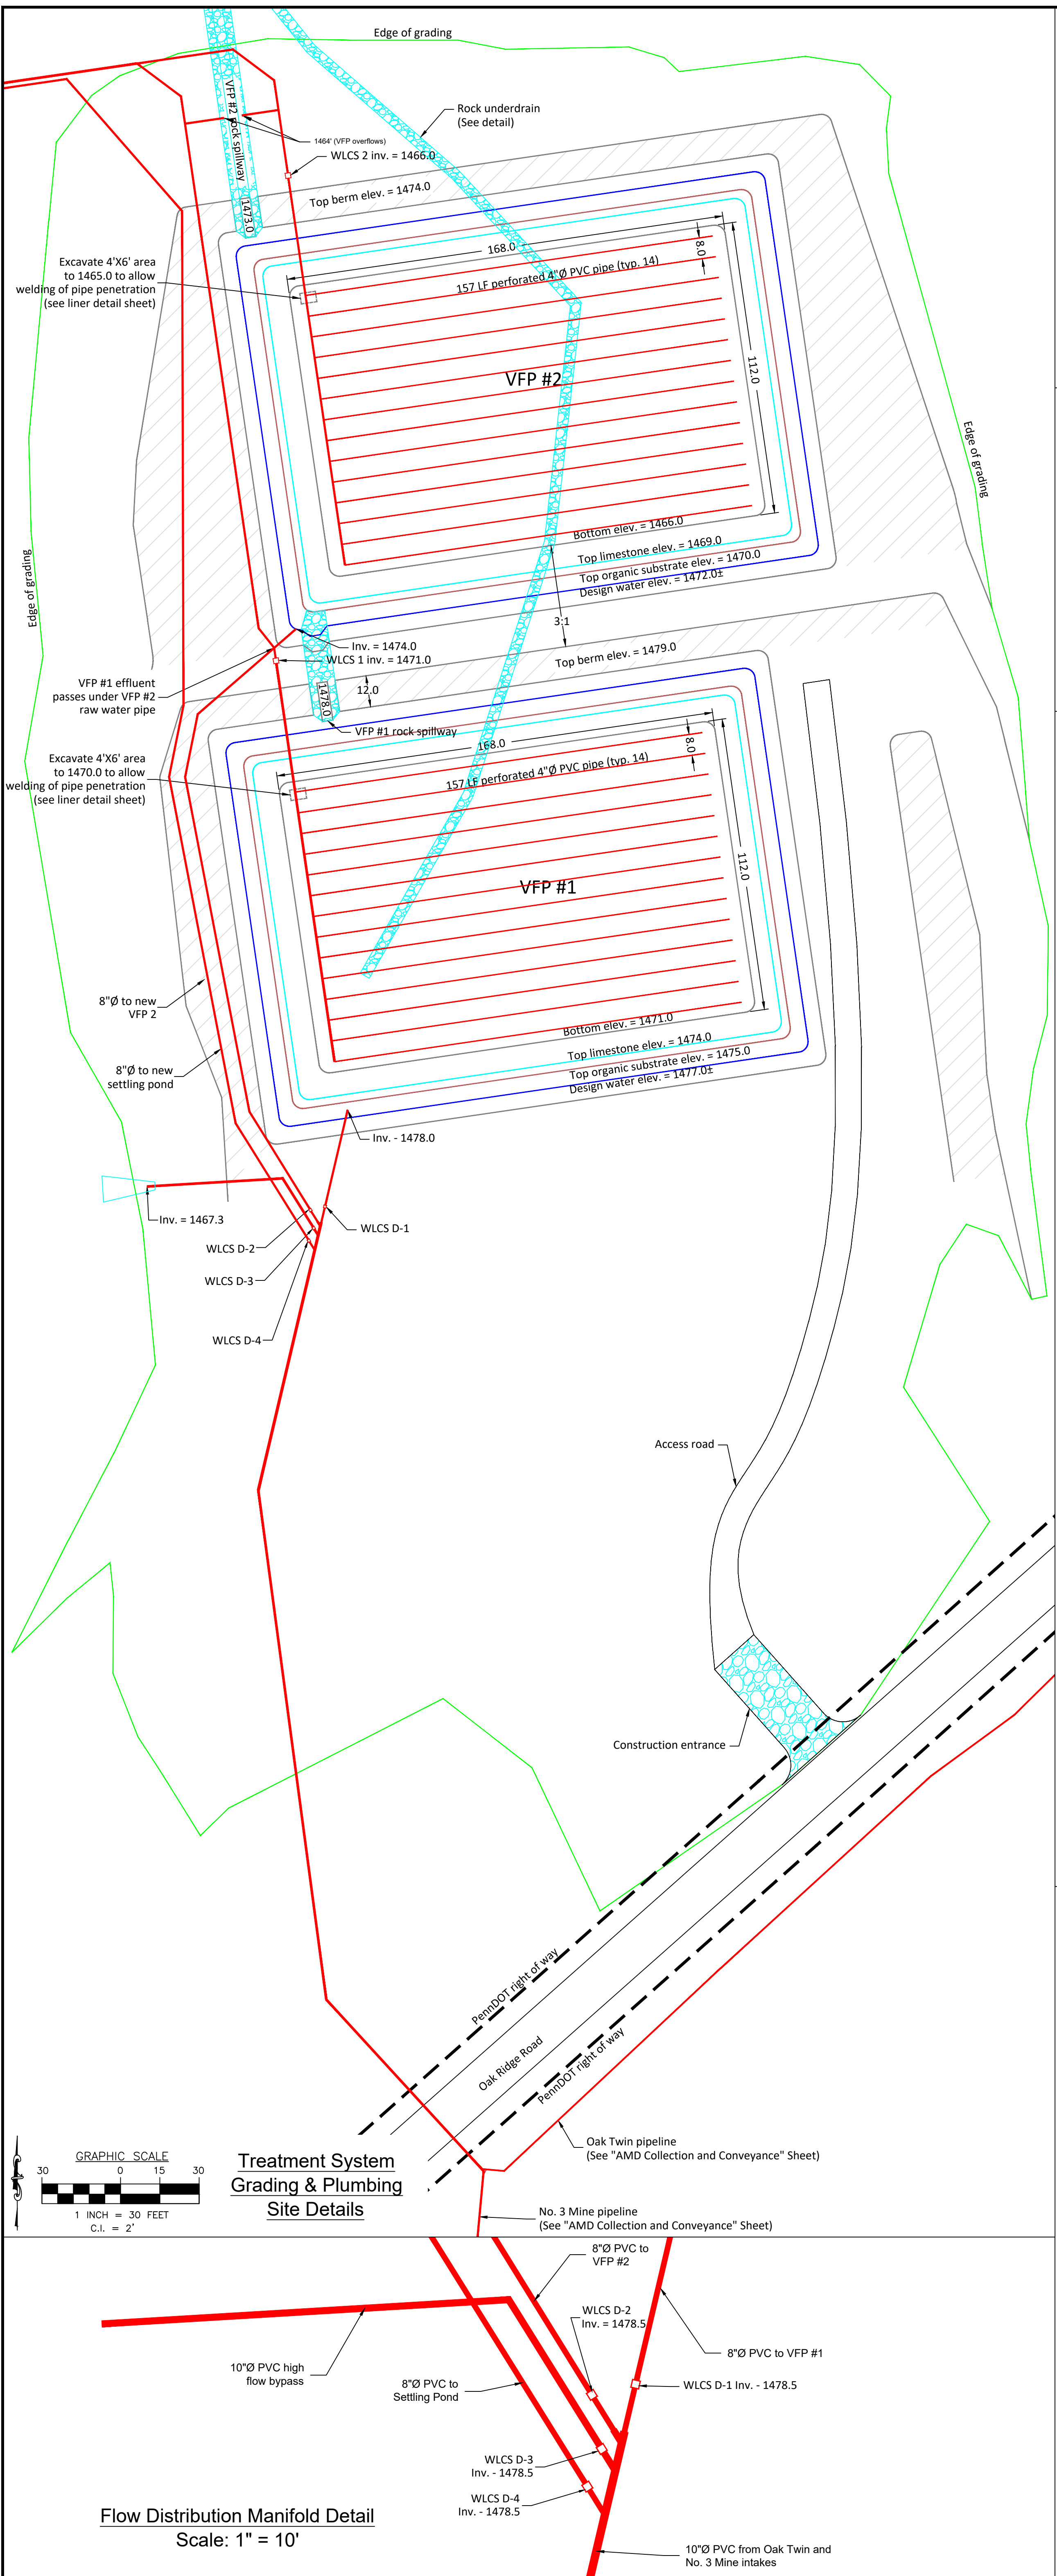 Edge of grading
Rock underdrain
(See detail)
VFP #2 rock spillway
1464' (VFP overflows)
WLCS 2 inv. = 1466.0
Top berm elev. = 1474.0
1473.0
168.0
8.0
Excavate 4'X6' area
to 1465.0 to allow
welding of pipe penetration
(see liner detail sheet)
157 LF perforated 4"Ø PVC pipe (typ. 14)
VFP #2
112.0
Edge of grading
Bottom elev. = 1466.0
Top limestone elev. = 1469.0
Top organic substrate elev. = 1470.0
Design water elev. = 1472.0±
Edge of grading
3:1
Inv. = 1474.0
WLCS 1 inv. = 1471.0
Top berm elev. = 1479.0
VFP #1 effluent
passes under VFP #2
raw water pipe
12.0
1478.0
VFP #1 rock spillway
168.0
8.0
Excavate 4'X6' area
to 1470.0 to allow
welding of pipe penetration
(see liner detail sheet)
157 LF perforated 4"Ø PVC pipe (typ. 14)
VFP #1
112.0
8"Ø to new
VFP 2
8"Ø to new
settling pond
Bottom elev. = 1471.0
Top limestone elev. = 1474.0
Top organic substrate elev. = 1475.0
Design water elev. = 1477.0±
Inv. - 1478.0
Inv. = 1467.3
WLCS D-1
WLCS D-2
WLCS D-3
WLCS D-4
Access road
Construction entrance
PennDOT right of way
Oak Ridge Road
PennDOT right of way
Oak Twin pipeline
(See "AMD Collection and Conveyance" Sheet)
No. 3 Mine pipeline
(See "AMD Collection and Conveyance" Sheet)
GRAPHIC SCALE
30 0 15 30
1 INCH = 30 FEET
C.I. = 2'
Treatment System
Grading & Plumbing
Site Details
8"Ø PVC to
VFP #2
WLCS D-2
Inv. = 1478.5
8"Ø PVC to VFP #1
10"Ø PVC high
flow bypass
8"Ø PVC to
Settling Pond
WLCS D-1 Inv. - 1478.5
WLCS D-3
Inv. - 1478.5
WLCS D-4
Inv. - 1478.5
Flow Distribution Manifold Detail
Scale: 1" = 10'
10"Ø PVC from Oak Twin and
No. 3 Mine intakes